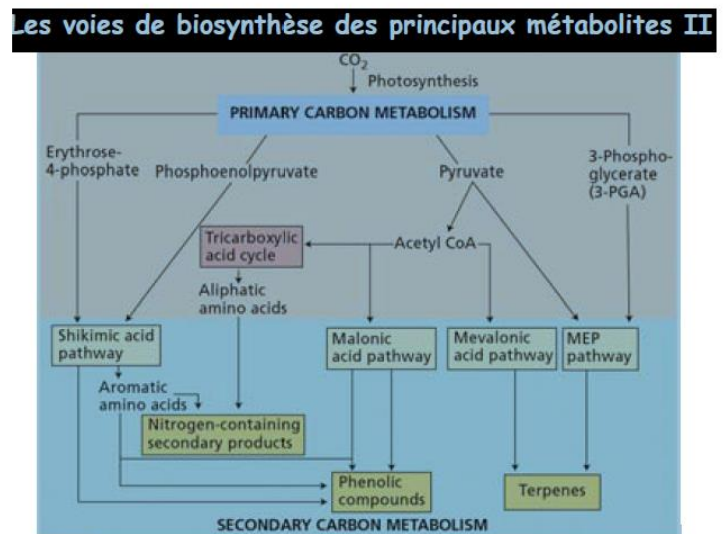 Les voies de biosynthèse des principaux métabolites II
CO2
Photosynthesis
PRIMARY CARBON METABOLISM
Erythrose-
4-phosphate
Phosphoenolpyruvate
Pyruvate
3-Phospho-
glycerate
(3-PGA)
Tricarboxylic
acid cycle
Acetyl CoA
Aliphatic
amino acids
Shikimic acid
pathway
Malonic
acid pathway
Mevalonic
acid pathway
MEP
pathway
Aromatic
amino acids
Nitrogen-containing
secondary products
Phenolic
compounds
Terpenes
SECONDARY CARBON METABOLISM